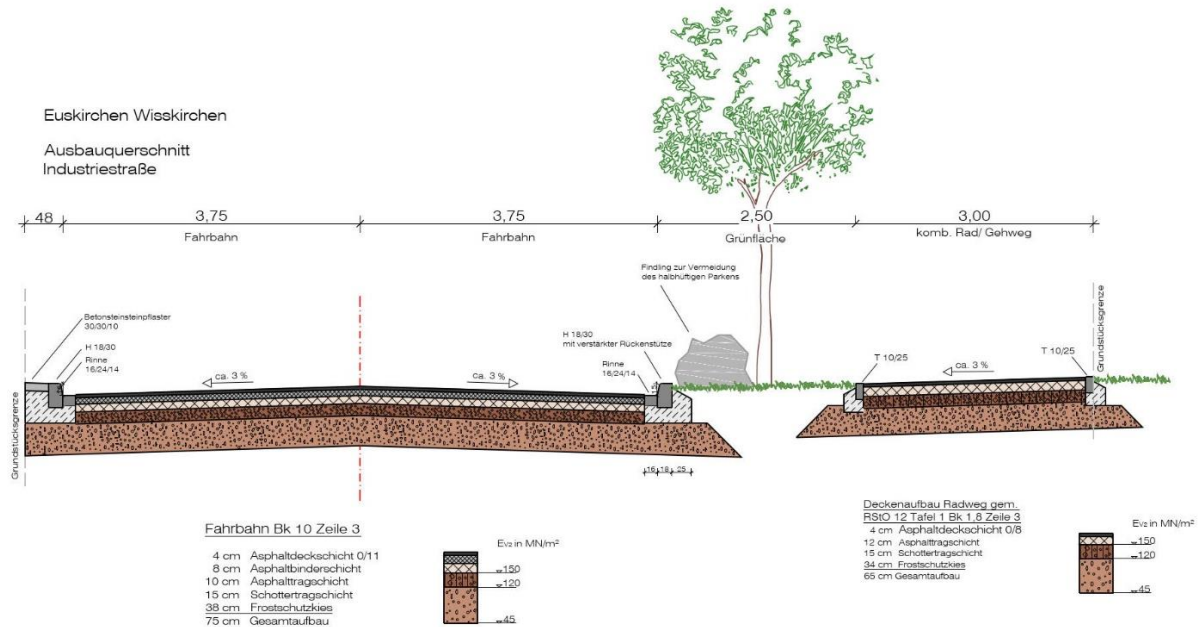 Euskirchen Wisskirchen
Ausbauquerschnitt
Industriestraße
48
3,75
3,75
2,50
3,00
Fahrbahn
Fahrbahn
Grünfläche
komb. Rad/ Gehweg
Findling zur Vermeidung
des halbhüftigen Parkens
Betonsteinsteinpflaster
30/30/10
H 18/30
Rinne
16/24/14
ca. 3 %
ca. 3 %
H 18/30
mit verstärkter Rückenstütze
Rinne
16/24/14
15
T 10/25
ca. 3 %
T 10/25
Grundstücksgrenze
Grundstücksgrenze
16
18
25
Fahrbahn Bk 10 Zeile 3
4 cm Asphaltdeckschicht 0/11
8 cm Asphaltbinderschicht
10 cm Asphalttragschicht
15 cm Schottertragschicht
38 cm Frostschutzkies
75 cm Gesamtaufbau
Ev2 in MN/m²
150
120
45
Deckenaufbau Radweg gem.
RStO 12 Tafel 1 Bk 1,8 Zeile 3
4 cm Asphaltdeckschicht 0/8
12 cm Asphalttragschicht
15 cm Schottertragschicht
34 cm Frostschutzkies
65 cm Gesamtaufbau
Ev2 in MN/m²
150
120
45